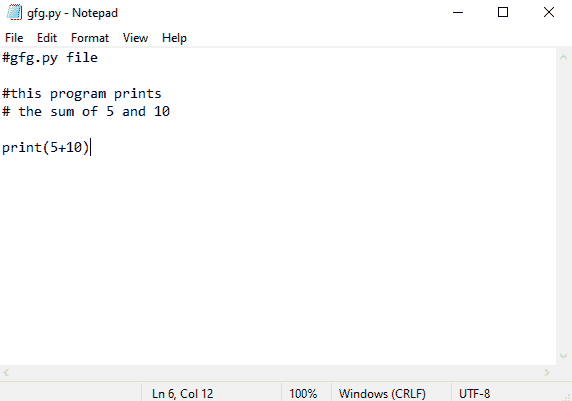 gfg.py - Notepad
File Edit Format View Help
#gfg.py file
#this program prints
# the sum of 5 and 10
print(5+10)
Ln 6, Col 12 100% Windows (CRLF) UTF-8